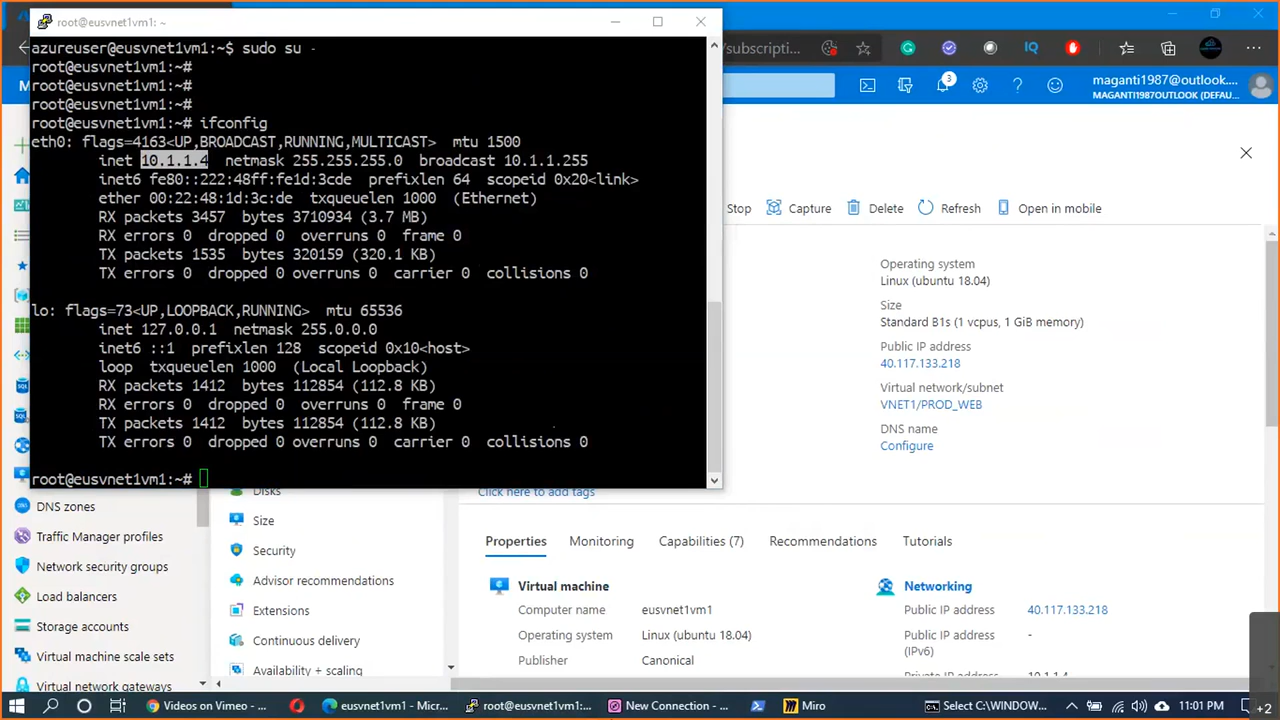 root@eusvnet1vm1: ~
azureuser@eusvnet1vm1:~$ sudo su -
root@eusvnet1vm1:~#
root@eusvnet1vm1:~#
root@eusvnet1vm1:~#
root@eusvnet1vm1:~# ifconfig
eth0: flags=4163<UP,BROADCAST,RUNNING,MULTICAST> mtu 1500
inet 10.1.1.4 netmask 255.255.255.0 broadcast 10.1.1.255
inet6 fe80::222:48ff:fe1d:3cde prefixlen 64 scopeid 0x20<link>
ether 00:22:48:1d:3c:de txqueuelen 1000 (Ethernet)
RX packets 3457 bytes 3710934 (3.7 MB)
RX errors 0 dropped 0 overruns 0 frame 0
TX packets 1535 bytes 320159 (320.1 KB)
TX errors 0 dropped 0 overruns 0 carrier 0 collisions 0
lo: flags=73<UP,LOOPBACK,RUNNING> mtu 65536
inet 127.0.0.1 netmask 255.0.0.0
inet6 ::1 prefixlen 128 scopeid 0x10<host>
loop txqueuelen 1000 (Local Loopback)
RX packets 1412 bytes 112854 (112.8 KB)
RX errors 0 dropped 0 overruns 0 frame 0
TX packets 1412 bytes 112854 (112.8 KB)
TX errors 0 dropped 0 overruns 0 carrier 0 collisions 0
root@eusvnet1vm1:~#
/subscripti...
IQ
3
maganti1987@outlook....
MAGANTI1987OUTLOOK (DEFAU...
Stop
Capture
Delete
Refresh
Open in mobile
Operating system
Linux (ubuntu 18.04)
Size
Standard B1s (1 vcpus, 1 GiB memory)
Public IP address
40.117.133.218
Virtual network/subnet
VNET1/PROD_WEB
DNS name
Configure
Click here to add tags
DNS zones
Traffic Manager profiles
Network security groups
Load balancers
Storage accounts
Virtual machine scale sets
Virtual network gateways
Disks
Size
Security
Advisor recommendations
Extensions
Continuous delivery
Availability + scaling
Properties
Monitoring
Capabilities (7)
Recommendations
Tutorials
Virtual machine
Computer name eusvnet1vm1
Operating system Linux (ubuntu 18.04)
Publisher Canonical
Networking
Public IP address 40.117.133.218
Public IP address -
(IPv6)
Private IP address 10.1.1.4
Videos on Vimeo - ...
eusvnet1vm1 - Micr...
root@eusvnet1vm1:...
New Connection - ...
Miro
Select C:\WINDOW...
11:01 PM
+2